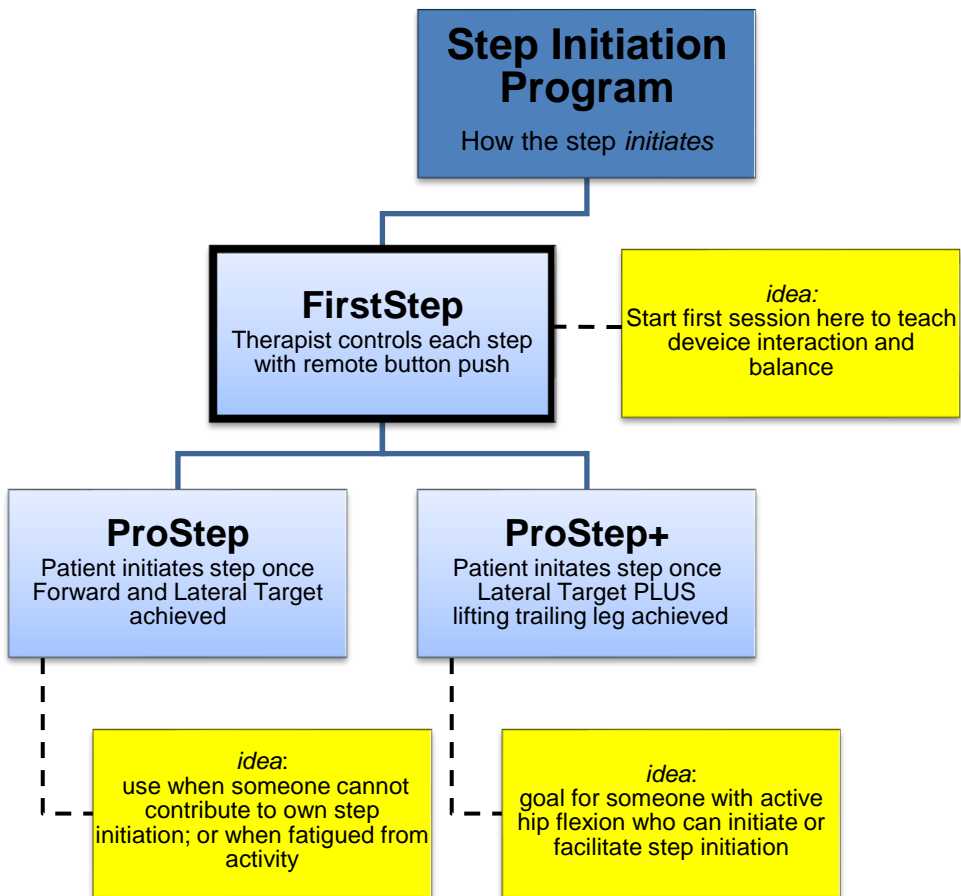 Step Initiation
Program
How the step initiates
FirstStep
Therapist controls each step
with remote button push
idea:
Start first session here to teach
deveice interaction and
balance
ProStep
Patient initiates step once
Forward and Lateral Target
achieved
ProStep+
Patient initates step once
Lateral Target PLUS
lifting trailing leg achieved
idea:
use when someone cannot
contribute to own step
initiation; or when fatigued from
activity
idea:
goal for someone with active
hip flexion who can initiate or
facilitate step initiation